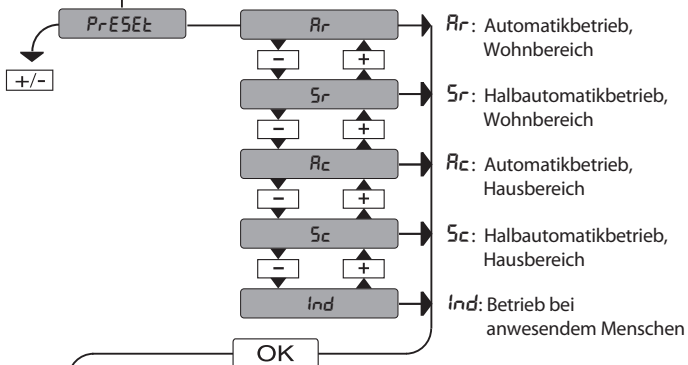 PrESEt
+/-
Ar
- +
Sr
- +
Ac
- +
Sc
- +
Ind
OK
Ar: Automatikbetrieb,
Wohnbereich
Sr: Halbautomatikbetrieb,
Wohnbereich
Ac: Automatikbetrieb,
Hausbereich
Sc: Halbautomatikbetrieb,
Hausbereich
Ind: Betrieb bei
anwesendem Menschen